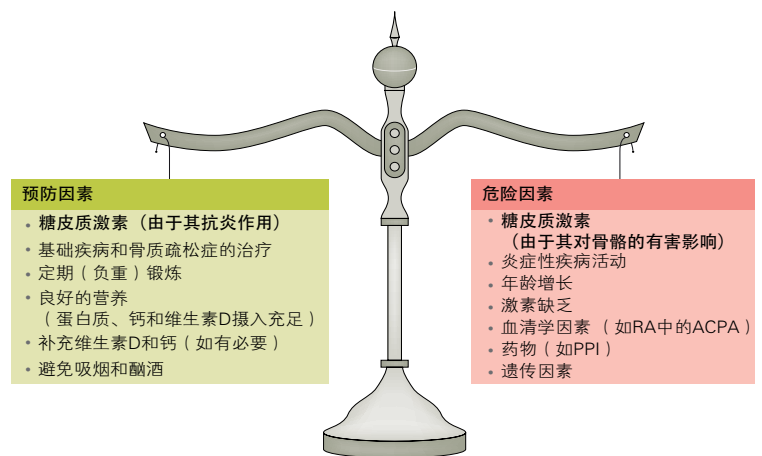 预防因素
• 糖皮质激素（由于其抗炎作用）
• 基础疾病和骨质疏松症的治疗
• 定期（负重）锻炼
• 良好的营养
（蛋白质、钙和维生素D摄入充足）
• 补充维生素D和钙（如有必要）
• 避免吸烟和酗酒
危险因素
• 糖皮质激素
（由于其对骨骼的有害影响）
• 炎症性疾病活动
• 年龄增长
• 激素缺乏
• 血清学因素（如RA中的ACPA）
• 药物（如PPI）
• 遗传因素